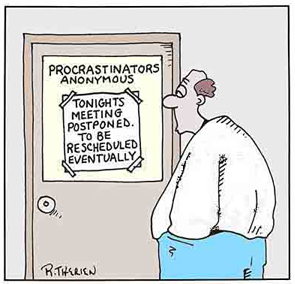 PROCRASTINATORS
ANONYMOUS
TONIGHTS
MEETING
POSTPONED.
TO BE
RESCHEDULED
EVENTUALLY
R.THERIEN